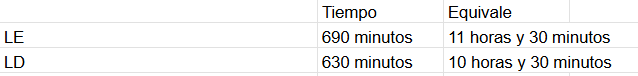 Tiempo Equivale
LE 690 minutos 11 horas y 30 minutos
LD 630 minutos 10 horas y 30 minutos